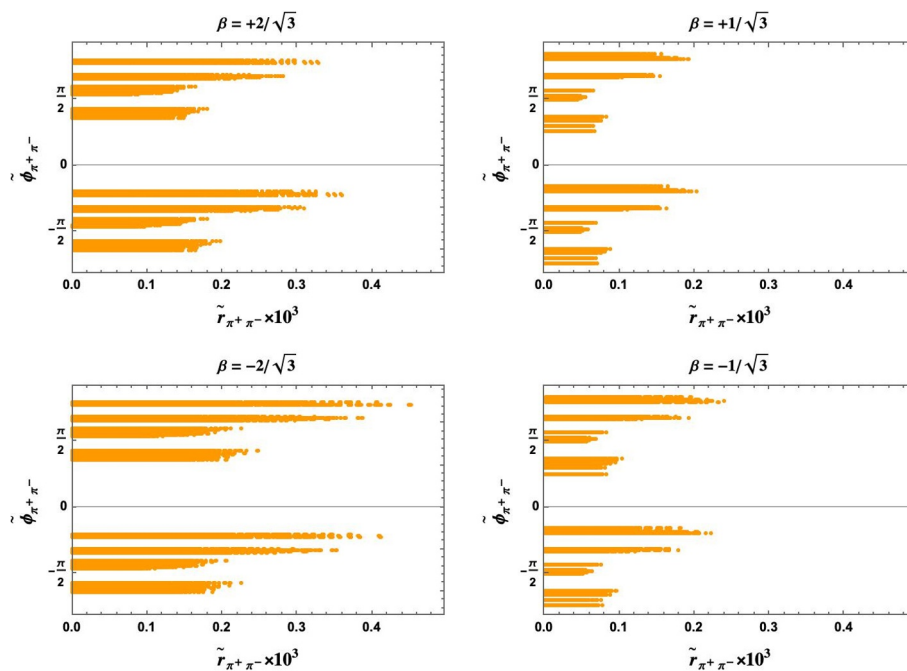 β = +2/√3
β = +1/√3
ϕ̃π⁺π⁻
π/2
0
-π/2
0.0 0.1 0.2 0.3 0.4
r̃π⁺π⁻×10³
ϕ̃π⁺π⁻
π/2
0
-π/2
0.0 0.1 0.2 0.3 0.4
r̃π⁺π⁻×10³
β = −2/√3
β = −1/√3
ϕ̃π⁺π⁻
π/2
0
-π/2
0.0 0.1 0.2 0.3 0.4
r̃π⁺π⁻×10³
ϕ̃π⁺π⁻
π/2
0
-π/2
0.0 0.1 0.2 0.3 0.4
r̃π⁺π⁻×10³